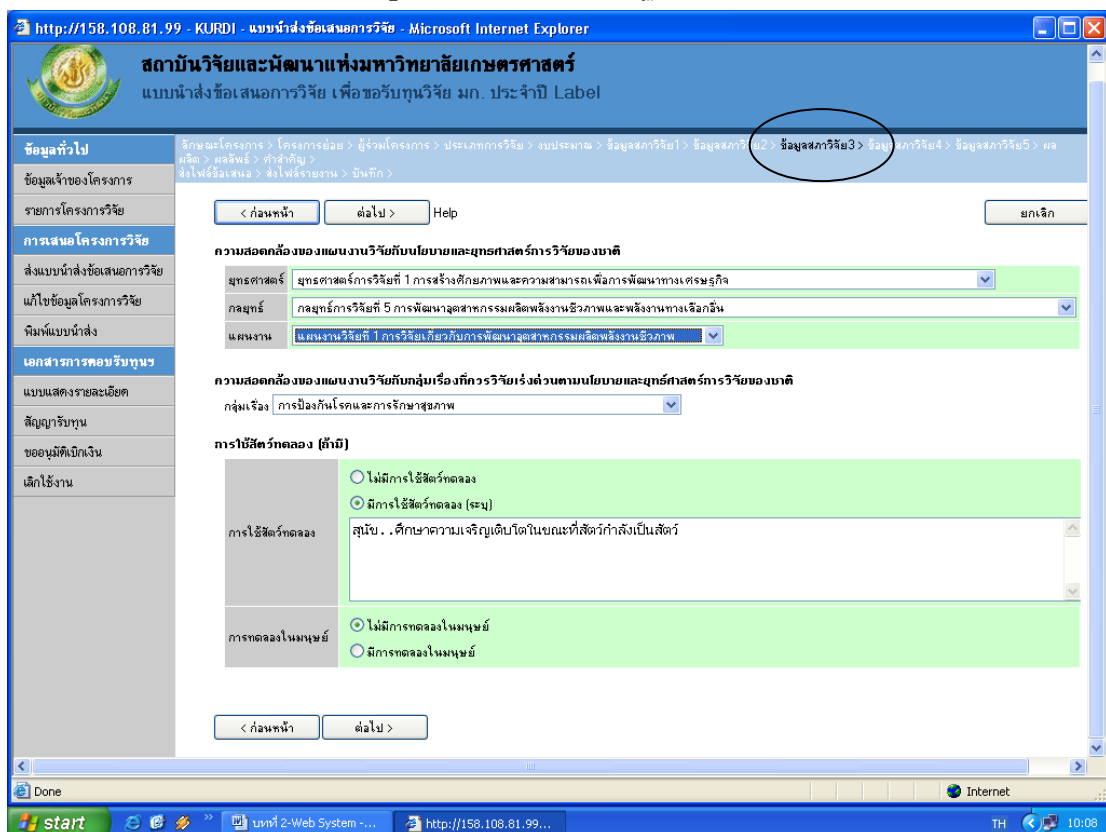 http://158.108.81.99 - KURDI - แบบนำส่งข้อเสนอการวิจัย - Microsoft Internet Explorer
สถาบันวิจัยและพัฒนาแห่งมหาวิทยาลัยเกษตรศาสตร์
แบบนำส่งข้อเสนอการวิจัย เพื่อขอรับทุนวิจัย มก. ประจำปี Label
ลักษณะโครงการ > โครงการย่อย > ผู้ร่วมโครงการ > ประเภทการวิจัย > งบประมาณ > ข้อมูลสภาวิจัย1 > ข้อมูลสภาวิจัย2 > ข้อมูลสภาวิจัย3 > ข้อมูลสภาวิจัย4 > ข้อมูลสภาวิจัย5 > ผล
ผลิต > ผลลัพธ์ > คำสำคัญ >
ส่งไฟล์ข้อเสนอ > ส่งไฟล์รายงาน > บันทึก >
ข้อมูลทั่วไป
ข้อมูลเจ้าของโครงการ
รายการโครงการวิจัย
การเสนอโครงการวิจัย
ส่งแบบนำส่งข้อเสนอการวิจัย
แก้ไขข้อมูลโครงการวิจัย
พิมพ์แบบนำส่ง
เอกสารการตอบรับทุนฯ
แบบแสดงรายละเอียด
สัญญารับทุน
ขออนุมัติเบิกเงิน
เลิกใช้งาน
< ก่อนหน้า ต่อไป > Help ยกเลิก
ความสอดคล้องของแผนงานวิจัยกับนโยบายและยุทธศาสตร์การวิจัยของชาติ
ยุทธศาสตร์ ยุทธศาสตร์การวิจัยที่ 1 การสร้างศักยภาพและความสามารถเพื่อการพัฒนาทางเศรษฐกิจ
กลยุทธ์ กลยุทธ์การวิจัยที่ 5 การพัฒนาอุตสาหกรรมผลิตพลังงานชีวภาพและพลังงานทางเลือกอื่น
แผนงาน แผนงานวิจัยที่ 1 การวิจัยเกี่ยวกับการพัฒนาอุตสาหกรรมผลิตพลังงานชีวภาพ
ความสอดคล้องของแผนงานวิจัยกับกลุ่มเรื่องที่ควรวิจัยเร่งด่วนตามนโยบายและยุทธ์ศาสตร์การวิจัยของชาติ
กลุ่มเรื่อง การป้องกันโรคและการรักษาสุขภาพ
การใช้สัตว์ทดลอง (ถ้ามี)
การใช้สัตว์ทดลอง
ไม่มีการใช้สัตว์ทดลอง
มีการใช้สัตว์ทดลอง (ระบุ)
สุนัข..ศึกษาความเจริญเติบโตในขณะที่สัตว์กำลังเป็นสัตว์
การทดลองในมนุษย์
ไม่มีการทดลองในมนุษย์
มีการทดลองในมนุษย์
< ก่อนหน้า ต่อไป >
Done Internet
start บทที่ 2-Web System -... http://158.108.81.99... TH 10:08